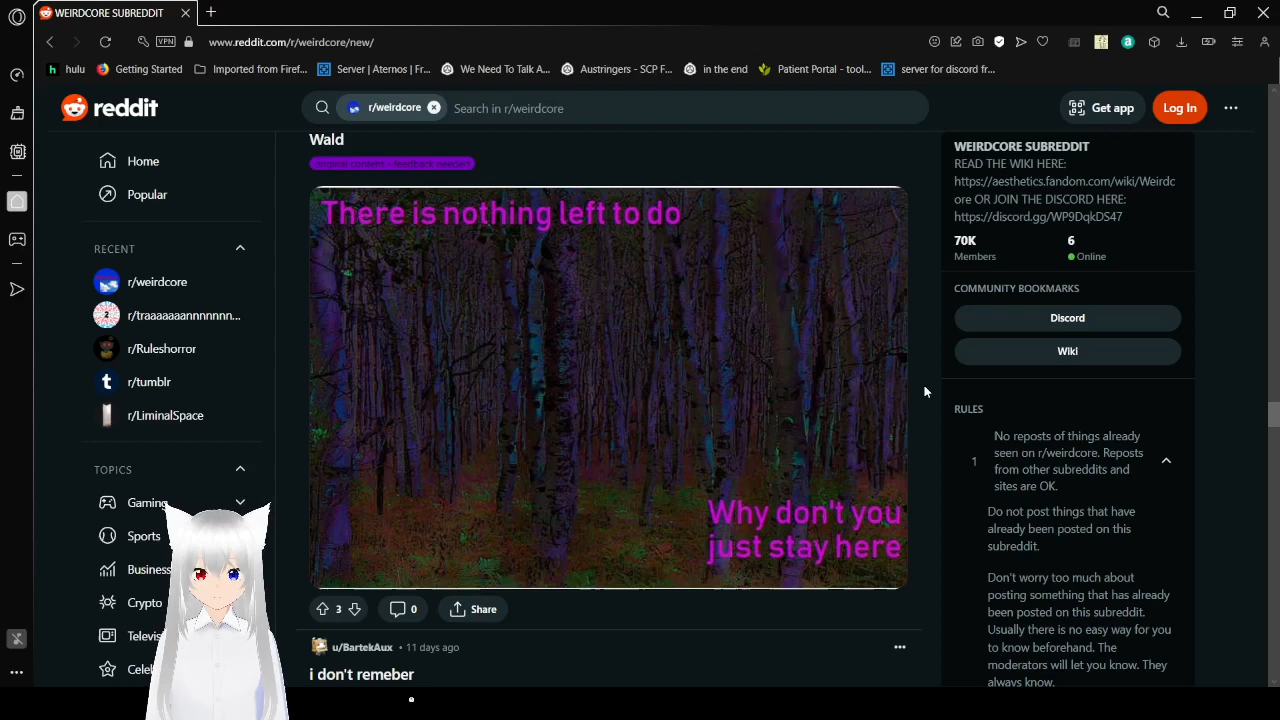 WEIRDCORE SUBREDDIT
VPN
www.reddit.com/r/weirdcore/new/
hulu
Getting Started
Imported from Firef...
Server | Aternos | Fr...
We Need To Talk A...
Austringers - SCP F...
in the end
Patient Portal - tool...
server for discord fr...
reddit
r/weirdcore
Search in r/weirdcore
Get app
Log In
Home
Popular
RECENT
r/weirdcore
r/traaaaaaannnnnnn...
r/Ruleshorror
r/tumblr
r/LiminalSpace
TOPICS
Gaming
Sports
Business
Crypto
Televis
Celeb
Wald
original content - feedback needed
There is nothing left to do
Why don't you
just stay here
3
0
Share
u/BartekAux • 11 days ago
i don't remeber
WEIRDCORE SUBREDDIT
READ THE WIKI HERE:
https://aesthetics.fandom.com/wiki/Weirdc
ore OR JOIN THE DISCORD HERE:
https://discord.gg/WP9DqkDS47
70K
Members
6
Online
COMMUNITY BOOKMARKS
Discord
Wiki
RULES
1
No reposts of things already
seen on r/weirdcore. Reposts
from other subreddits and
sites are OK.
Do not post things that have
already been posted on this
subreddit.
Don't worry too much about
posting something that has already
been posted on this subreddit.
Usually there is no easy way for you
to know beforehand. The
moderators will let you know. They
always know.